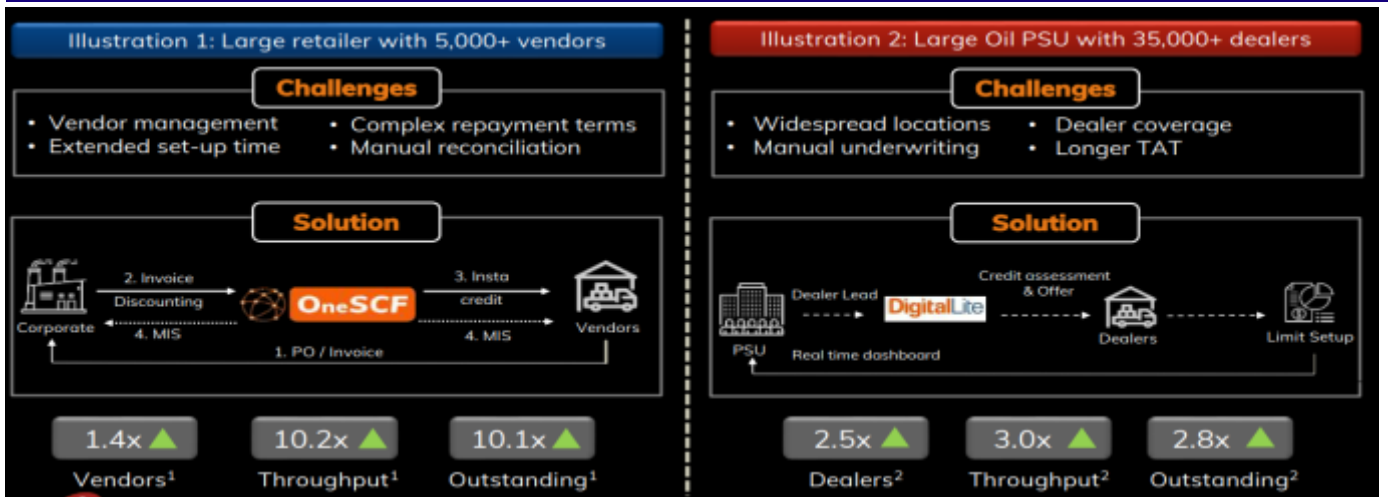 Illustration 1: Large retailer with 5,000+ vendors
Challenges
• Vendor management
• Extended set-up time
• Complex repayment terms
• Manual reconciliation
Solution
Corporate
2. Invoice
Discounting
4. MIS
OneSCF
3. Insta
credit
4. MIS
Vendors
1. PO / Invoice
1.4x
Vendors¹
10.2x
Throughput¹
10.1x
Outstanding¹
Illustration 2: Large Oil PSU with 35,000+ dealers
Challenges
• Widespread locations
• Manual underwriting
• Dealer coverage
• Longer TAT
Solution
PSU
Dealer Lead
DigitalLite
Credit assessment
& Offer
Dealers
Limit Setup
Real time dashboard
2.5x
Dealers²
3.0x
Throughput²
2.8x
Outstanding²